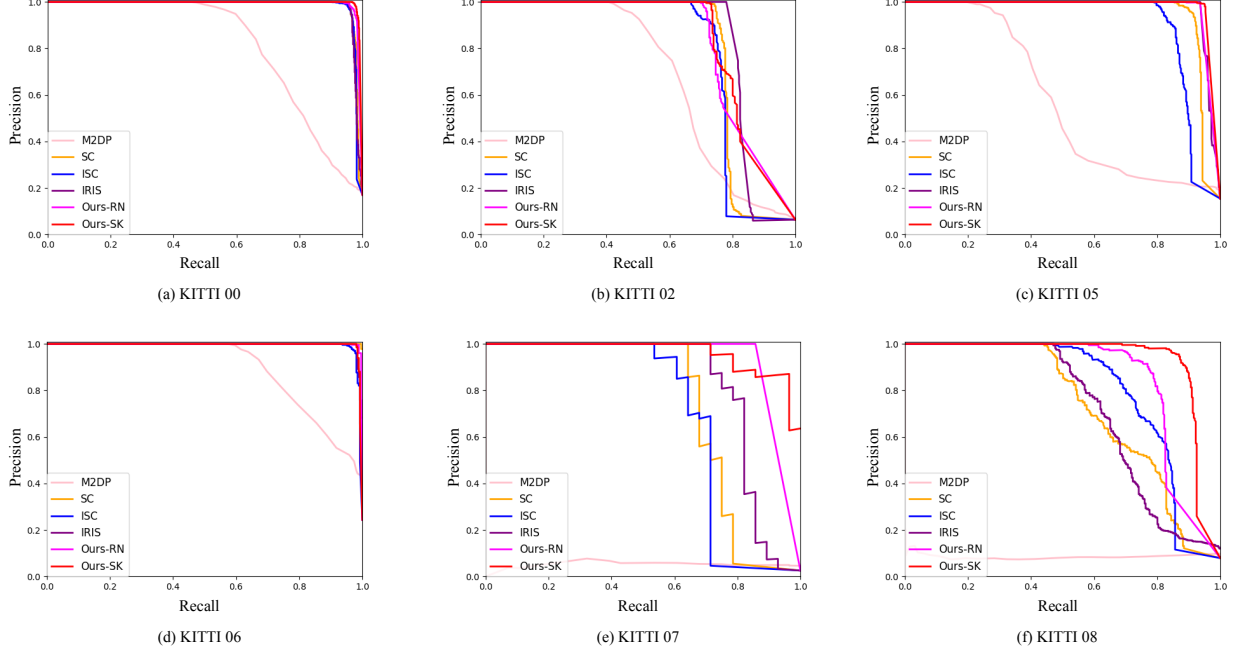 1.0
0.8
0.6
0.4
0.2
0.0
Precision
M2DP
SC
ISC
IRIS
Ours-RN
Ours-SK
0.0 0.2 0.4 0.6 0.8 1.0
Recall
(a) KITTI 00
1.0
0.8
0.6
0.4
0.2
0.0
Precision
M2DP
SC
ISC
IRIS
Ours-RN
Ours-SK
0.0 0.2 0.4 0.6 0.8 1.0
Recall
(b) KITTI 02
1.0
0.8
0.6
0.4
0.2
0.0
Precision
M2DP
SC
ISC
IRIS
Ours-RN
Ours-SK
0.0 0.2 0.4 0.6 0.8 1.0
Recall
(c) KITTI 05
1.0
0.8
0.6
0.4
0.2
0.0
Precision
M2DP
SC
ISC
IRIS
Ours-RN
Ours-SK
0.0 0.2 0.4 0.6 0.8 1.0
Recall
(d) KITTI 06
1.0
0.8
0.6
0.4
0.2
0.0
Precision
M2DP
SC
ISC
IRIS
Ours-RN
Ours-SK
0.0 0.2 0.4 0.6 0.8 1.0
Recall
(e) KITTI 07
1.0
0.8
0.6
0.4
0.2
0.0
Precision
M2DP
SC
ISC
IRIS
Ours-RN
Ours-SK
0.0 0.2 0.4 0.6 0.8 1.0
Recall
(f) KITTI 08